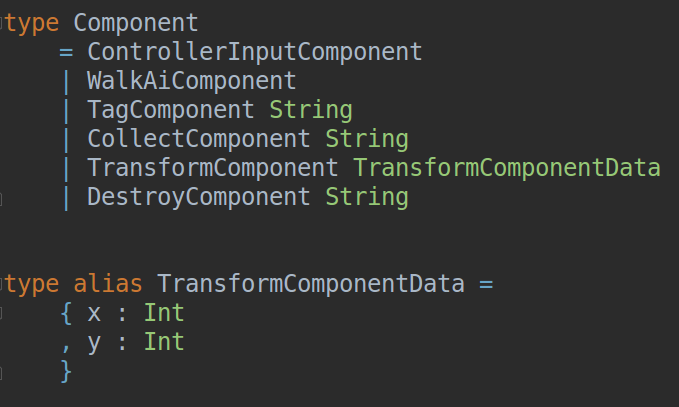 type Component
    = ControllerInputComponent
    | WalkAiComponent
    | TagComponent String
    | CollectComponent String
    | TransformComponent TransformComponentData
    | DestroyComponent String
type alias TransformComponentData =
    { x : Int
    , y : Int
    }